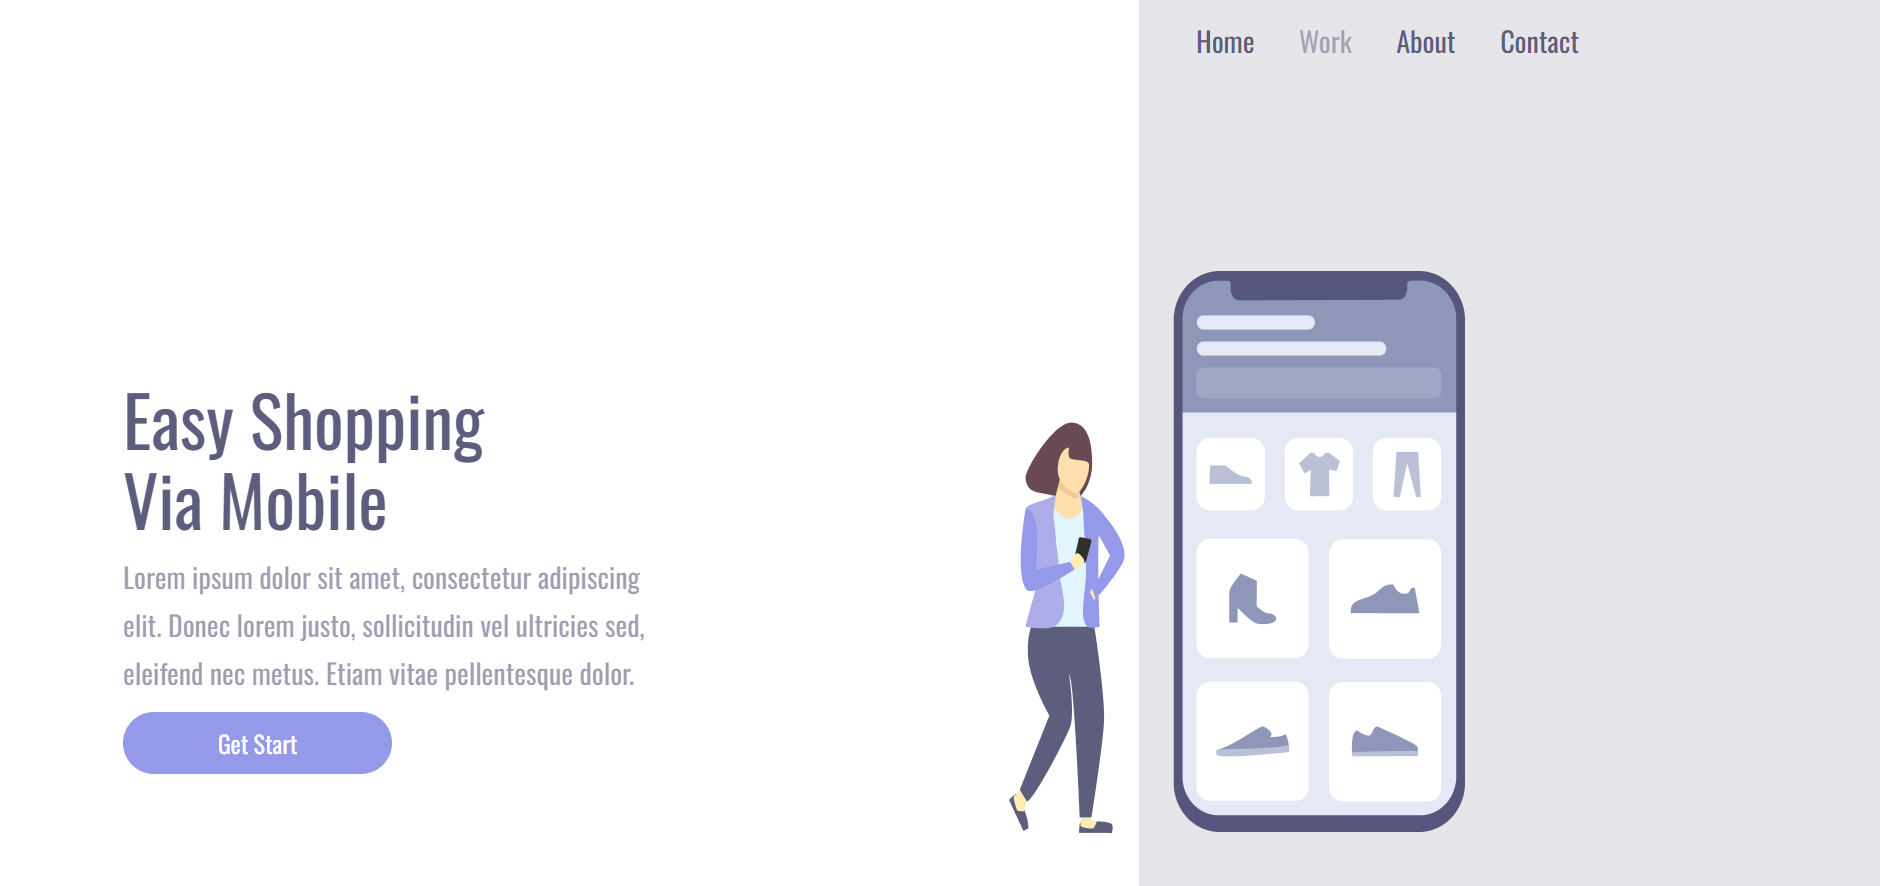 Home Work About Contact
Easy Shopping
Via Mobile
Lorem ipsum dolor sit amet, consectetur adipiscing
elit. Donec lorem justo, sollicitudin vel ultricies sed,
eleifend nec metus. Etiam vitae pellentesque dolor.
Get Start